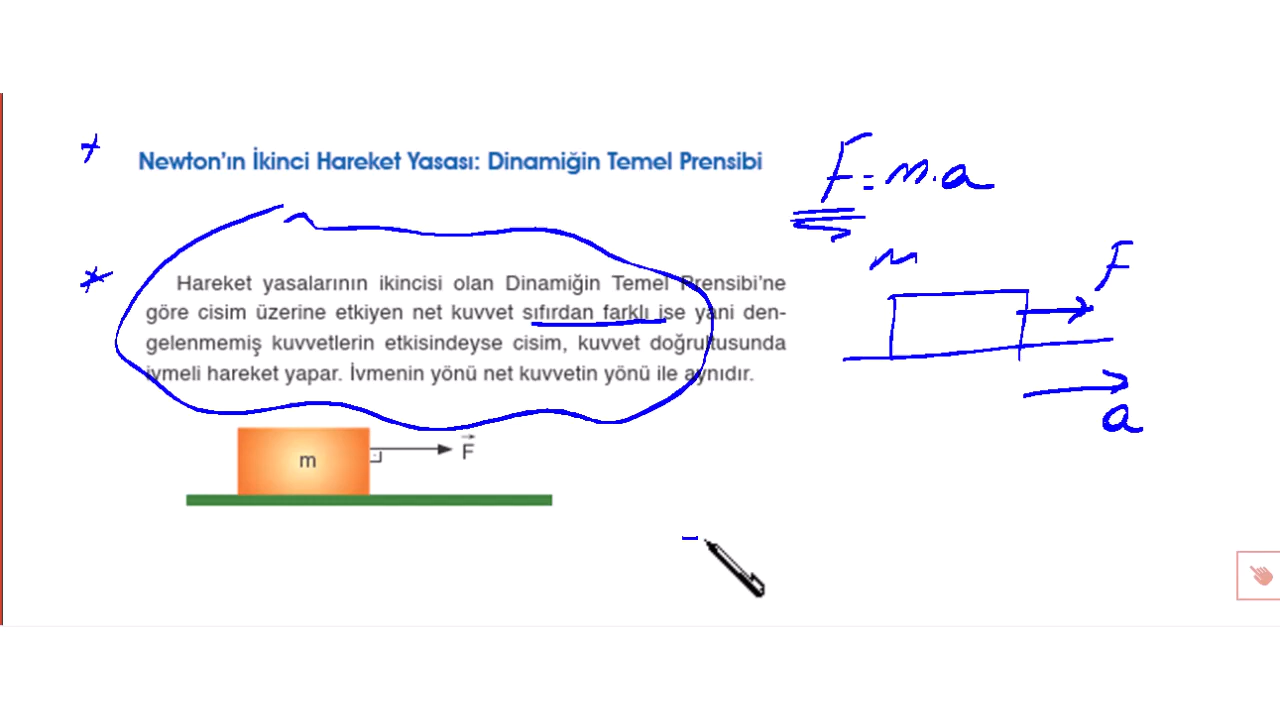 Newton'ın İkinci Hareket Yasası: Dinamiğin Temel Prensibi
F = m.a
m
F
Hareket yasalarının ikincisi olan Dinamiğin Temel Prensibi'ne
göre cisim üzerine etkiyen net kuvvet sıfırdan farklı ise yani den-
gelenmemiş kuvvetlerin etkisindeyse cisim, kuvvet doğrultusunda
ivmeli hareket yapar. İvmenin yönü net kuvvetin yönü ile aynıdır.
a
m
F